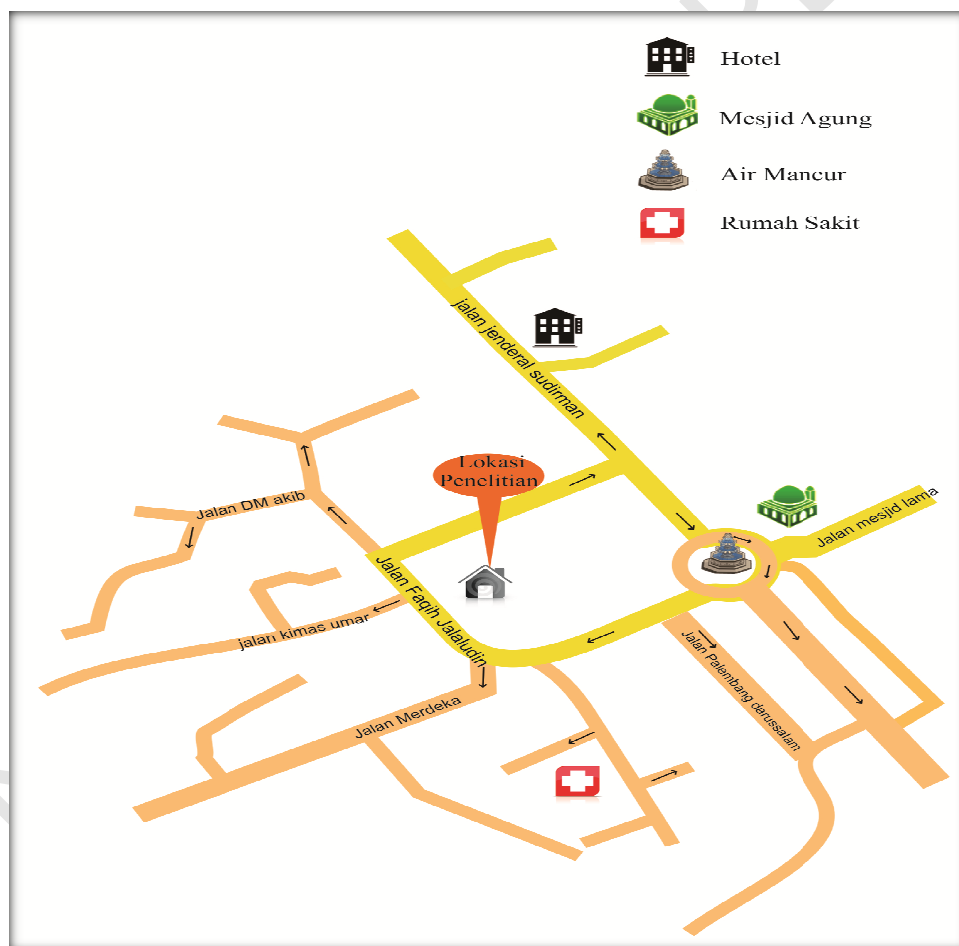 Hotel
Mesjid Agung
Air Mancur
Rumah Sakit
jalan jenderal sudirman
Lokasi
Penelitian
Jalan DM akib
Jalan mesjid lama
Jalan Faqih Jalaludin
jalan kimas umar
Jalan Palembang darussalam
Jalan Merdeka